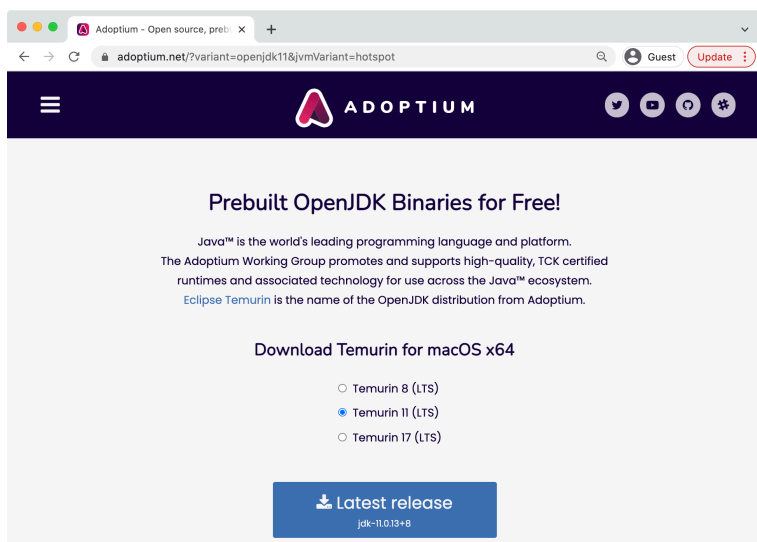 Adoptium - Open source, preb
adoptium.net/?variant=openjdk11&jvmVariant=hotspot
Guest
Update
ADOPTIUM
Prebuilt OpenJDK Binaries for Free!
Java™ is the world's leading programming language and platform.
The Adoptium Working Group promotes and supports high-quality, TCK certified
runtimes and associated technology for use across the Java™ ecosystem.
Eclipse Temurin is the name of the OpenJDK distribution from Adoptium.
Download Temurin for macOS x64
Temurin 8 (LTS)
Temurin 11 (LTS)
Temurin 17 (LTS)
Latest release
jdk-11.0.13+8